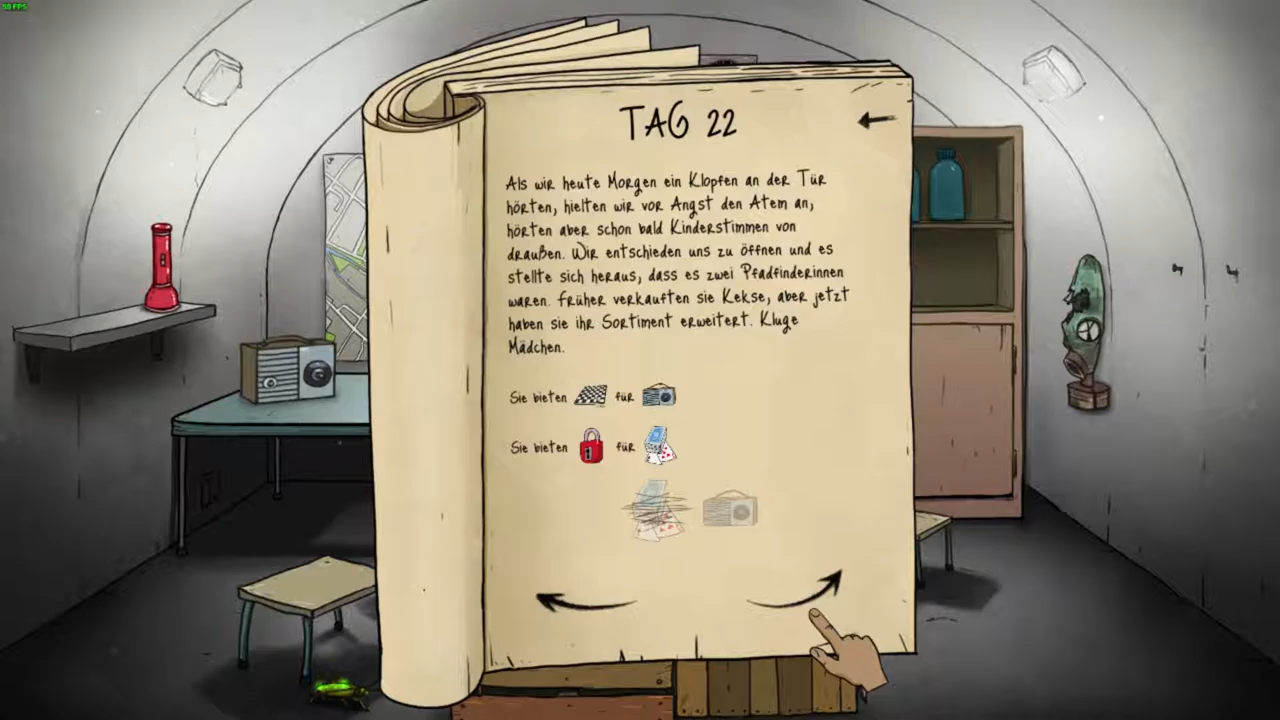 50 FPS
TAG 22
Als wir heute Morgen ein Klopfen an der Tür
hörten, hielten wir vor Angst den Atem an,
hörten aber schon bald Kinderstimmen von
draußen. Wir entschieden uns zu öffnen und es
stellte sich heraus, dass es zwei Pfadfinderinnen
waren. Früher verkauften sie Kekse, aber jetzt
haben sie ihr Sortiment erweitert. Kluge
Mädchen.
Sie bieten für
Sie bieten für